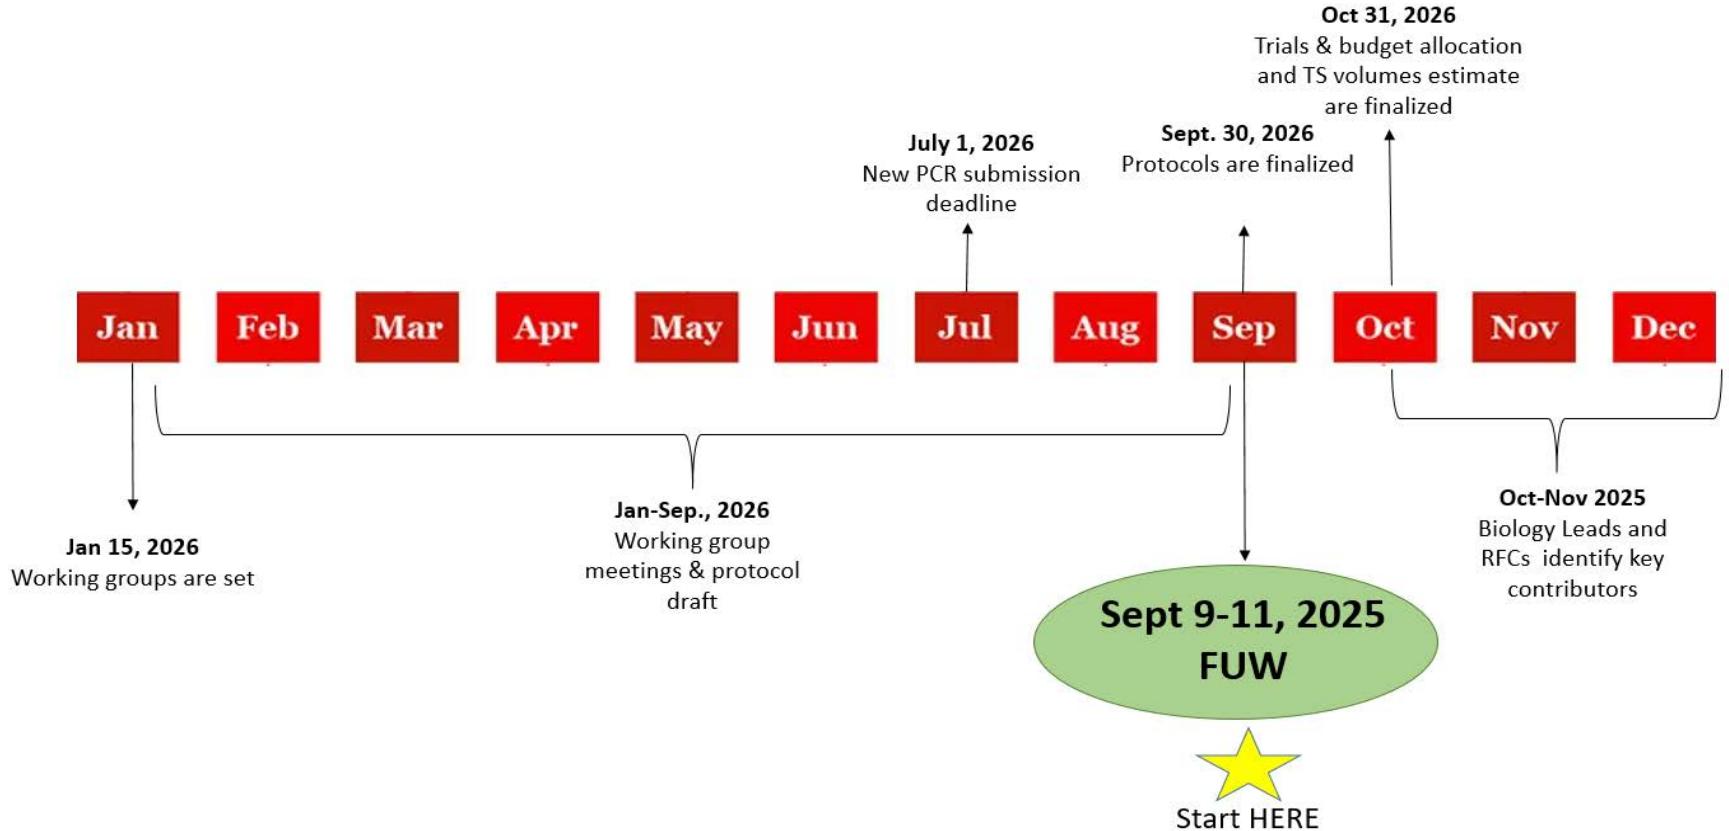 Oct 31, 2026
Trials & budget allocation
and TS volumes estimate
are finalized
Sept. 30, 2026
Protocols are finalized
July 1, 2026
New PCR submission
deadline
Jan
Feb
Mar
Apr
May
Jun
Jul
Aug
Sep
Oct
Nov
Dec
Jan 15, 2026
Working groups are set
Jan-Sep., 2026
Working group
meetings & protocol
draft
Oct-Nov 2025
Biology Leads and
RFCs  identify key
contributors
Sept 9-11, 2025
FUW
Start HERE